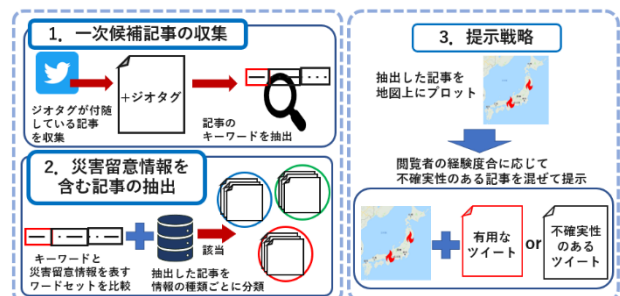 1. 一次候補記事の収集
ジオタグが付随
している記事
を収集
+ジオタグ
記事の
キーワードを抽出
2. 災害留意情報を
含む記事の抽出
キーワードと
災害留意情報を表す
ワードセットを比較
該当
抽出した記事を
情報の種類ごとに分類
3. 提示戦略
抽出した記事を
地図上にプロット
閲覧者の経験度合に応じて
不確実性のある記事を混ぜて提示
有用な
ツイート
or
不確実性
のある
ツイート